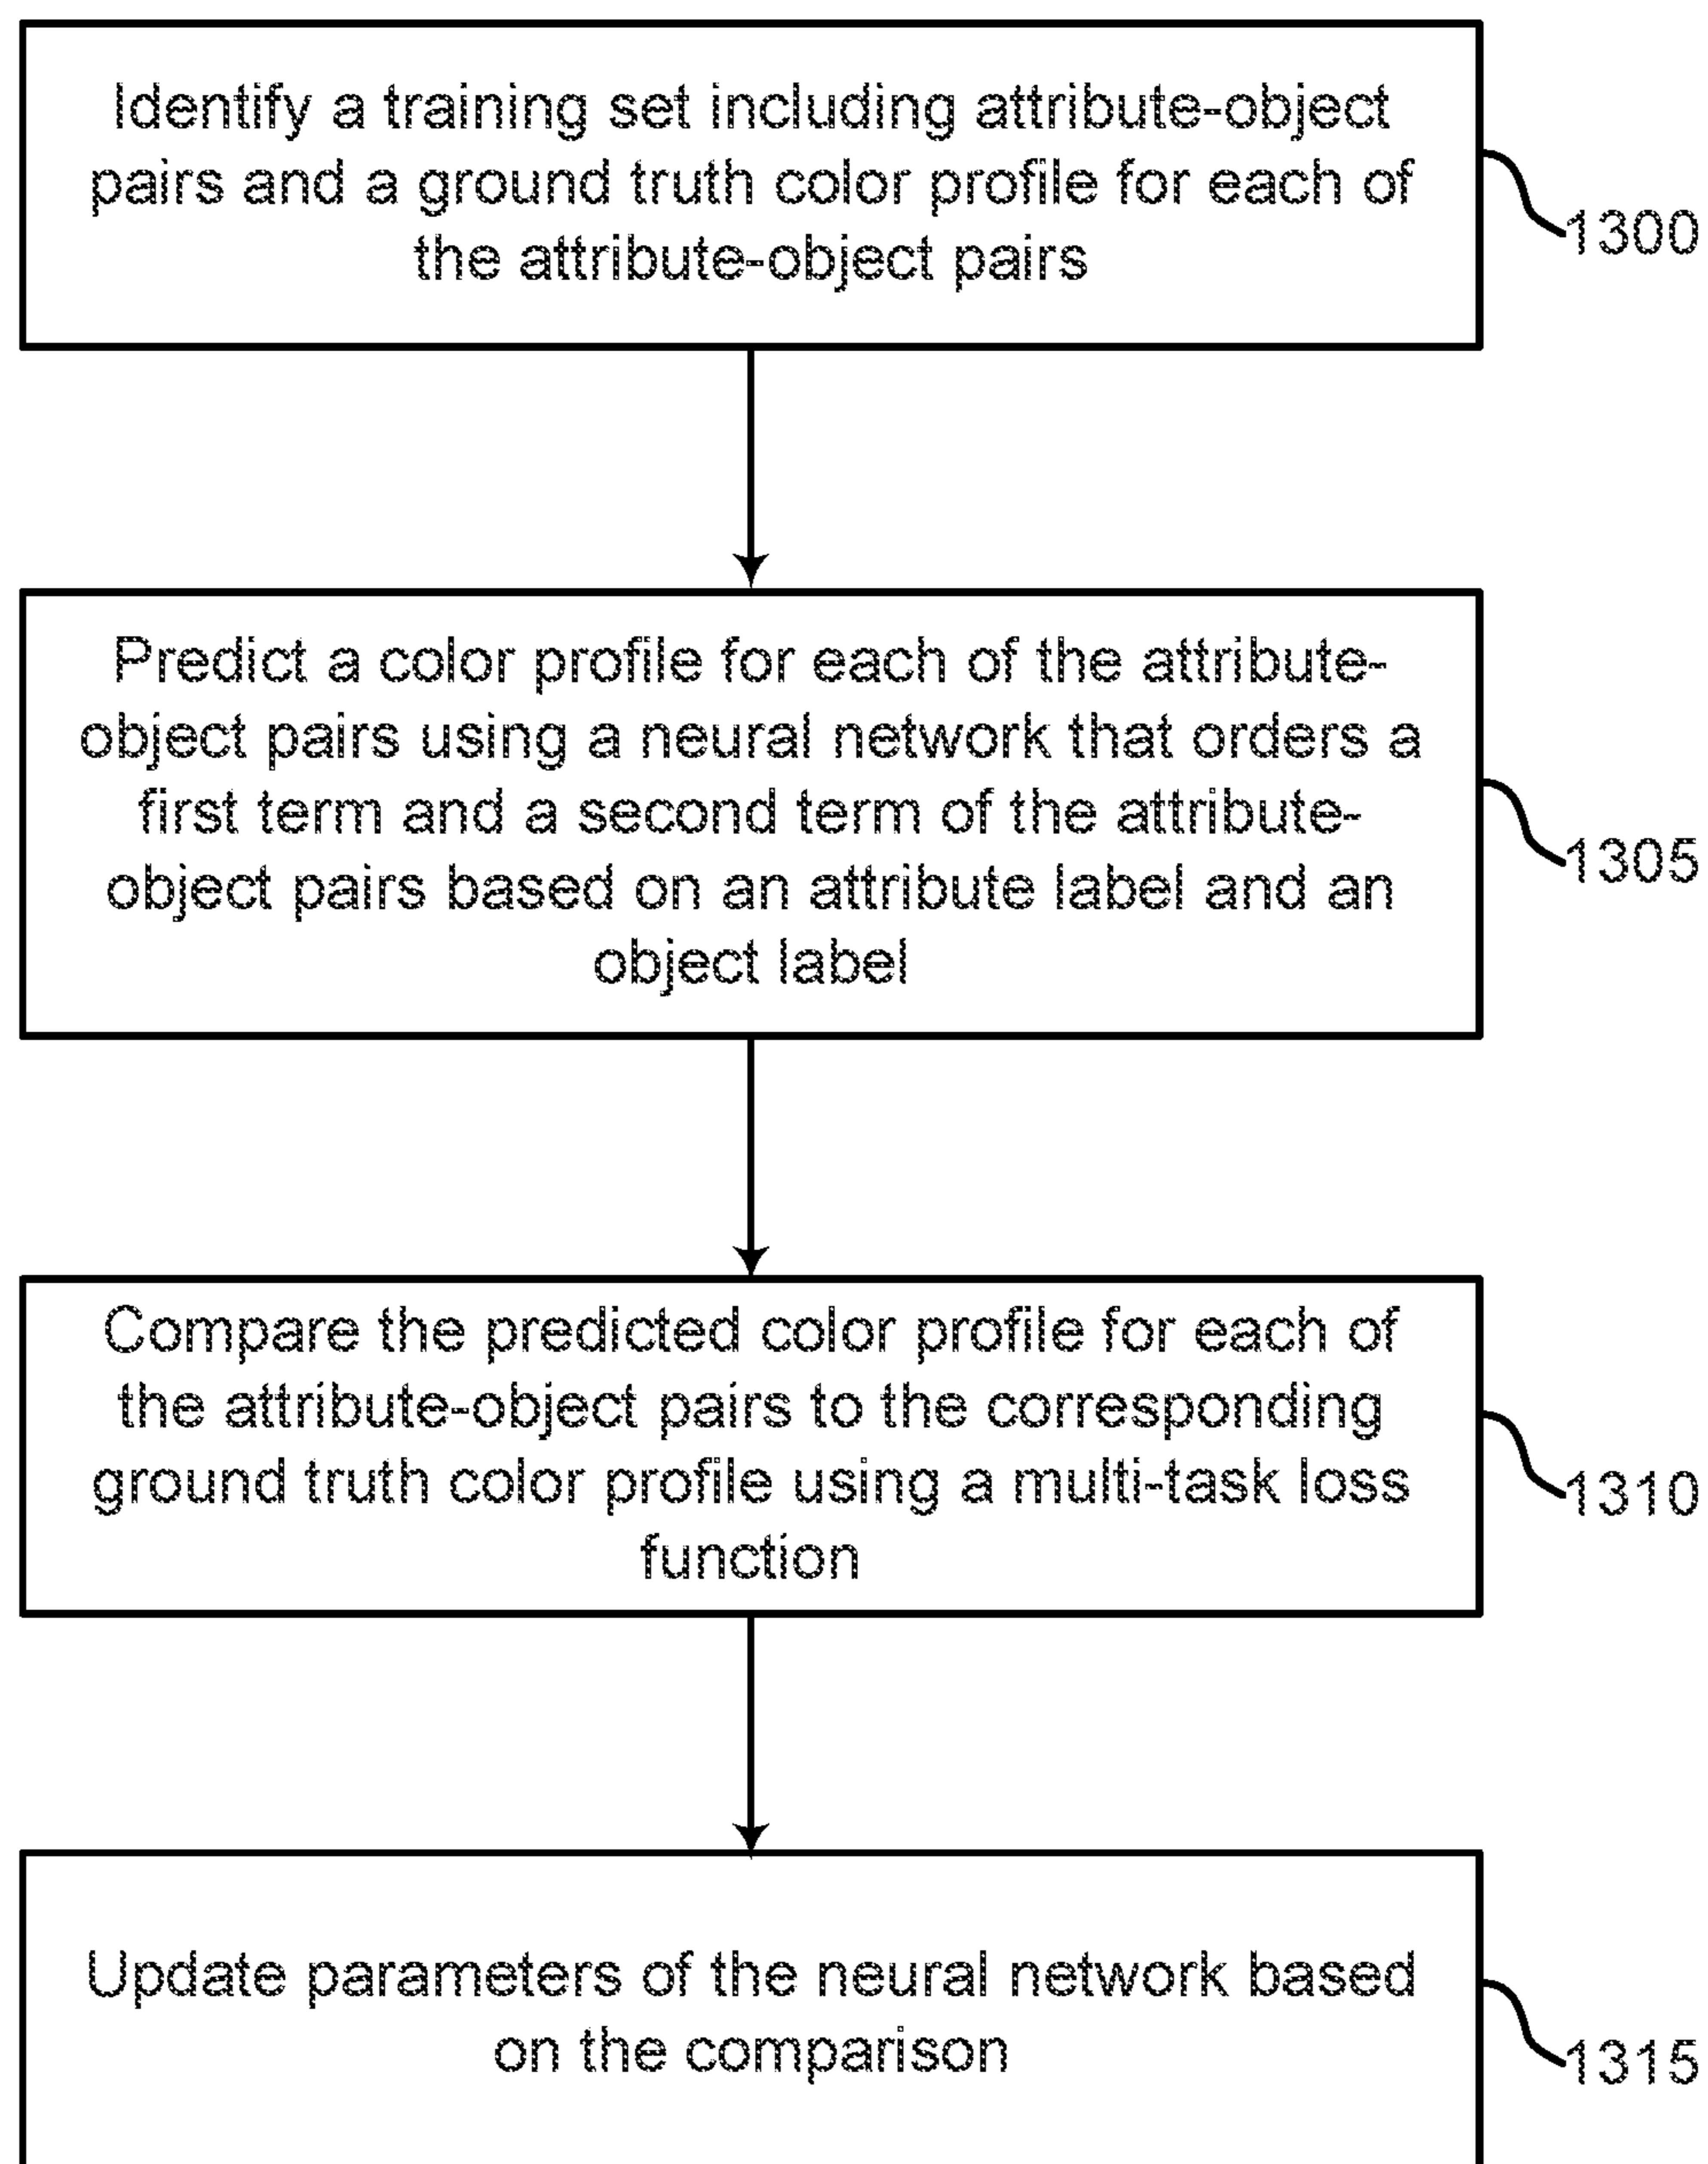 Identify a training set including attribute-object
pairs and a ground truth color profile for each of
the attribute-object pairs
1300
Predict a color profile for each of the attribute-
object pairs using a neural network that orders a
first term and a second term of the attribute-
object pairs based on an attribute label and an
object label
1305
Compare the predicted color profile for each of
the attribute-object pairs to the corresponding
ground truth color profile using a multi-task loss
function
1310
Update parameters of the neural network based
on the comparison
1315